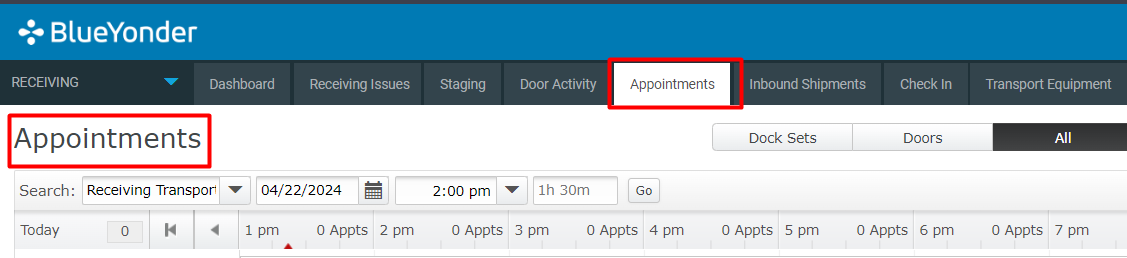 BlueYonder
RECEIVING Dashboard Receiving Issues Staging Door Activity Appointments Inbound Shipments Check In Transport Equipment
Appointments Dock Sets Doors All
Search: Receiving Transport 04/22/2024 2:00 pm 1h 30m Go
Today 0 1 pm 0 Appts 2 pm 0 Appts 3 pm 0 Appts 4 pm 0 Appts 5 pm 0 Appts 6 pm 0 Appts 7 pm